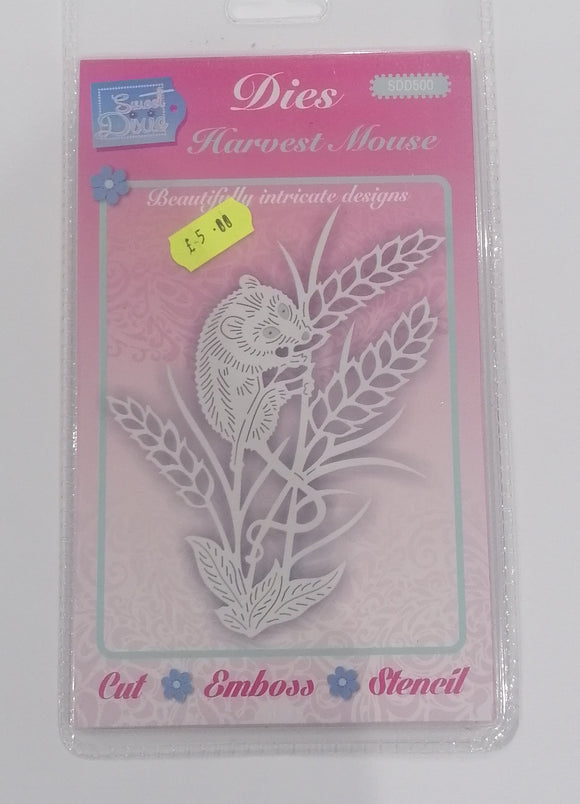 Sweet
Dixie
Dies
SDD500
Harvest Mouse
Beautifully intricate designs
£-5.00
Cut Emboss Stencil